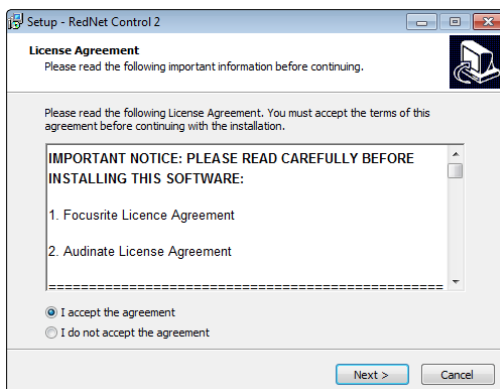 Setup - RedNet Control 2
License Agreement
Please read the following important information before continuing.
Please read the following License Agreement. You must accept the terms of this
agreement before continuing with the installation.
IMPORTANT NOTICE: PLEASE READ CAREFULLY BEFORE
INSTALLING THIS SOFTWARE:
1. Focusrite Licence Agreement
2. Audinate License Agreement
====================================================
I accept the agreement
I do not accept the agreement
Next >
Cancel